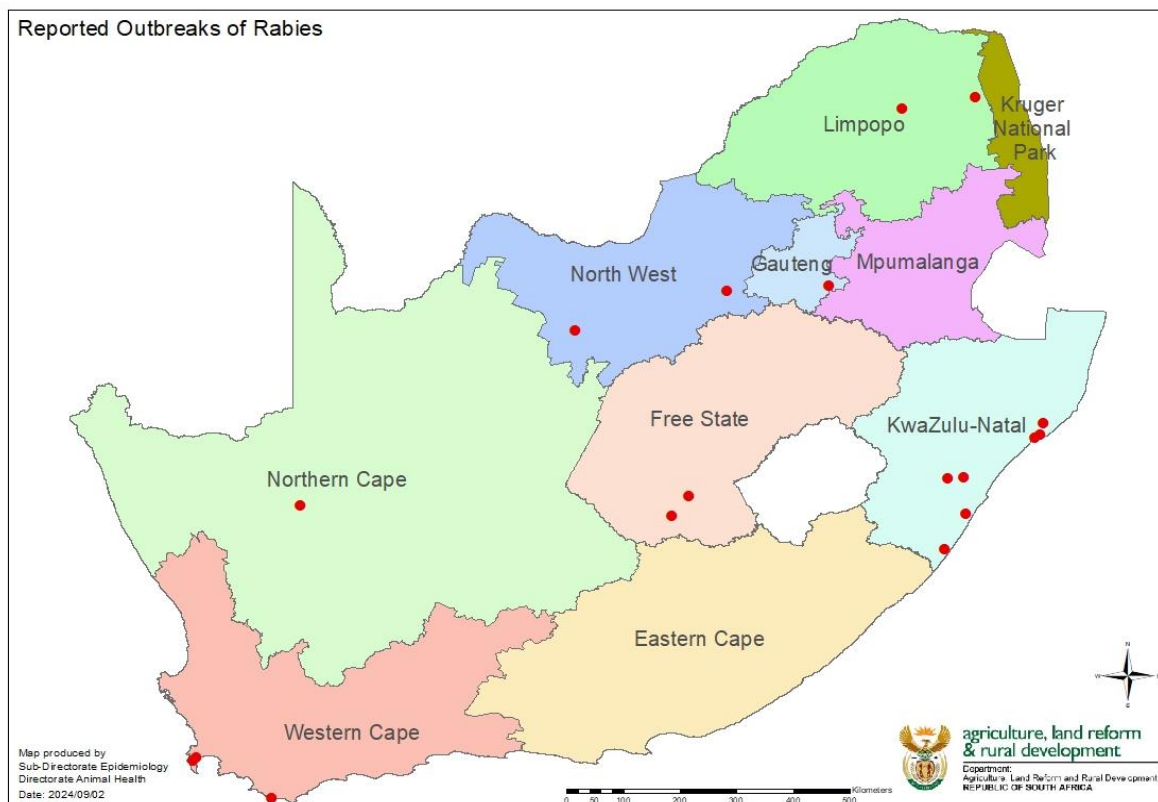 Reported Outbreaks of Rabies
Limpopo
Kruger
National
Park
North West
Gauteng
Mpumalanga
Free State
KwaZulu-Natal
Northern Cape
Eastern Cape
Western Cape
N
W
S
Map produced by
Sub-Directorate Epidemiology
Directorate Animal Health
Date: 2024/09/02
Kilometers
0 50 100 200 300 400 500
agriculture, land reform
& rural development
Department:
Agriculture, Land Reform and Rural Development
REPUBLIC OF SOUTH AFRICA